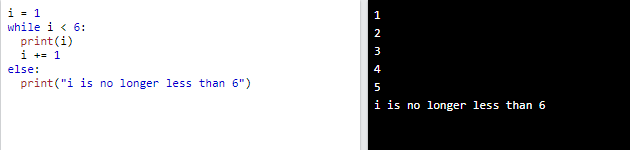 i = 1
while i < 6:
  print(i)
  i += 1
else:
  print("i is no longer less than 6")
1
2
3
4
5
i is no longer less than 6